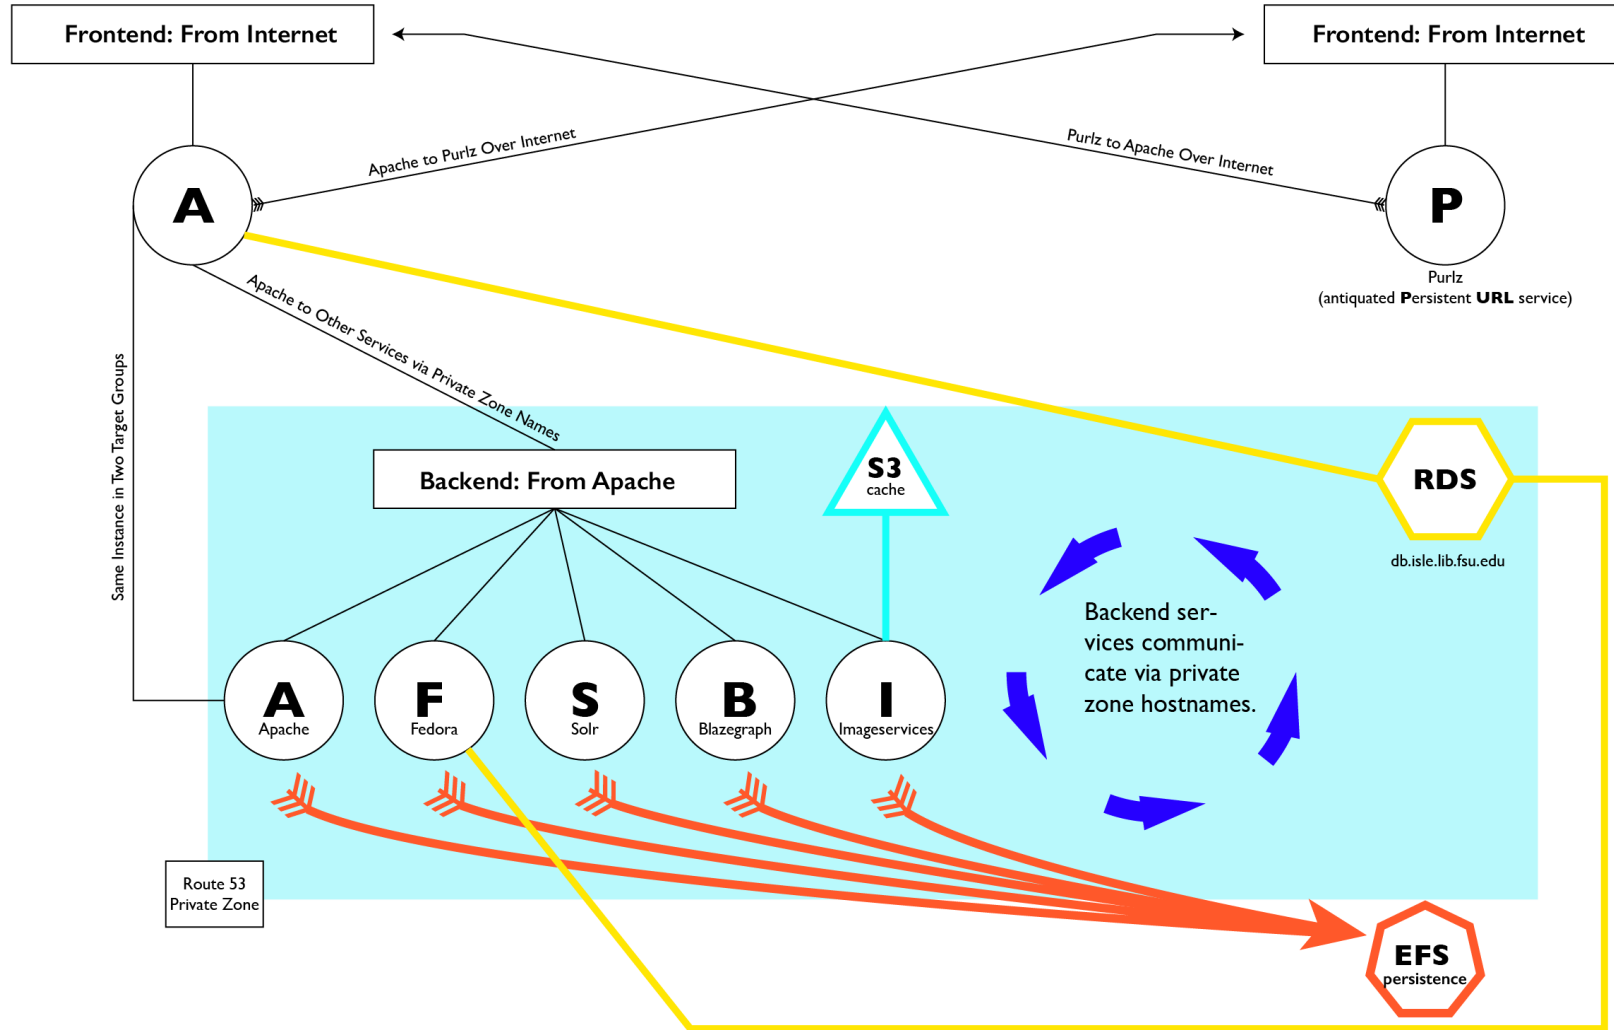 Frontend: From Internet
Frontend: From Internet
Apache to Purlz Over Internet
Purlz to Apache Over Internet
A
P
Purlz
(antiquated Persistent URL service)
Apache to Other Services via Private Zone Names
Same Instance in Two Target Groups
Backend: From Apache
S3
cache
RDS
db.isle.lib.fsu.edu
Backend ser-
vices communi-
cate via private
zone hostnames.
A
Apache
F
Fedora
S
Solr
B
Blazegraph
I
Imageservices
Route 53
Private Zone
EFS
persistence